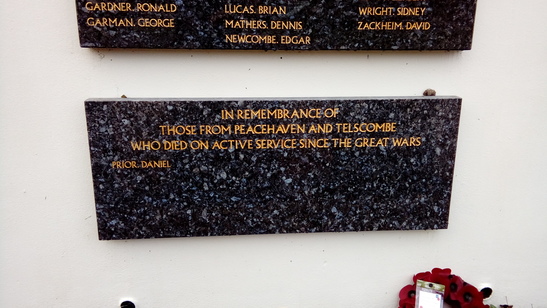 GARDNER. RONALD
GARMAN. GEORGE
LUCAS. BRIAN
MATHERS. DENNIS
NEWCOMBE. EDGAR
WRIGHT. SIDNEY
ZACKHEIM. DAVID
IN REMEMBRANCE OF
THOSE FROM PEACEHAVEN AND TELSCOMBE
WHO DIED ON ACTIVE SERVICE SINCE THE GREAT WARS
PRIOR. DANIEL